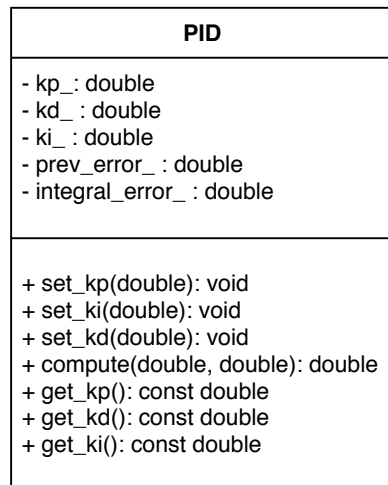 PID
- kp_: double
- kd_ : double
- ki_ : double
- prev_error_ : double
- integral_error_ : double
+ set_kp(double): void
+ set_ki(double): void
+ set_kd(double): void
+ compute(double, double): double
+ get_kp(): const double
+ get_kd(): const double
+ get_ki(): const double